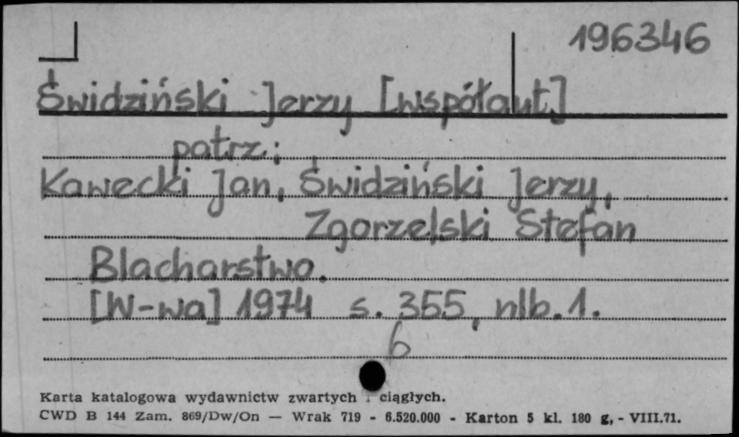 196346
Świdziński Jerzy [współaut]
patrz:
Kawecki Jan, Świdziński Jerzy,
Zgorzelski Stefan
Blacharstwo.
[W-wa] 1974 s. 355, nlb. 1.
b
Karta katalogowa wydawnictw zwartych i ciągłych.
CWD B 144 Zam. 869/Dw/On — Wrak 719 - 6.520.000 - Karton 5 kl. 180 g, - VIII.71.